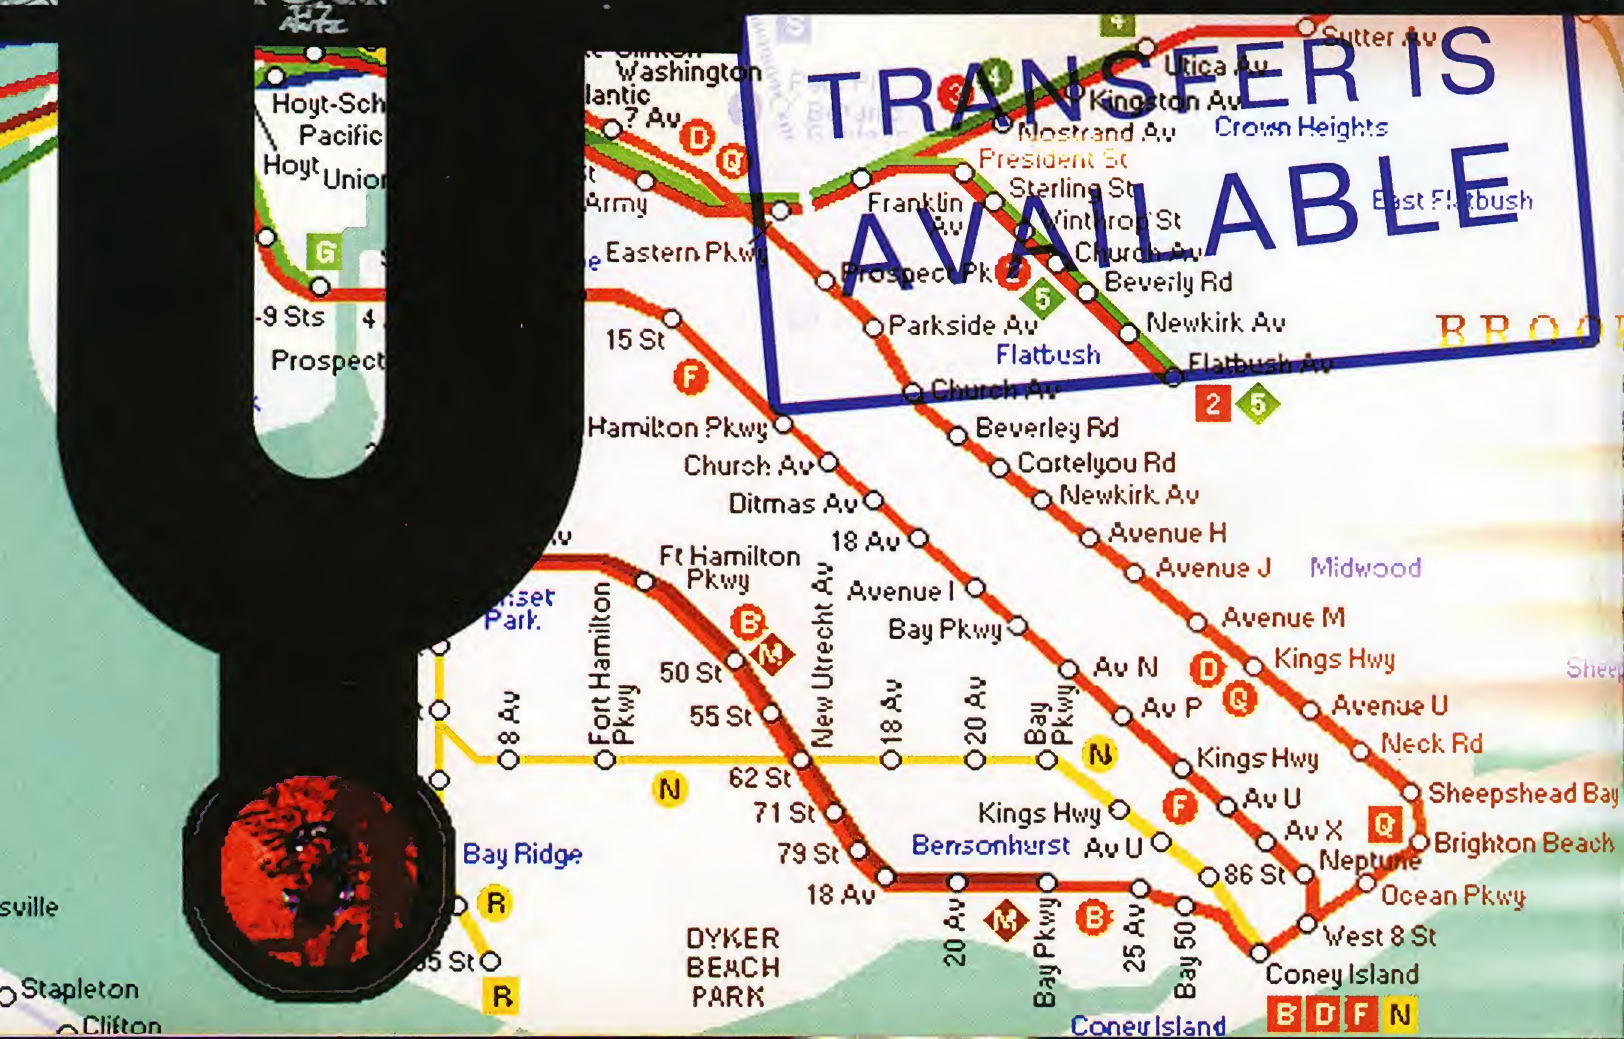 TRANSFER IS
AVAILABLE
Washington
7 Av
D
Q
3
4
4
Sutter Av
Utica Av
Kingston Av
Nostrand Av
Crown Heights
President St
Sterling St
Winthrop St
Church Av
Beverly Rd
Newkirk Av
Flatbush Av
2
5
2
5
Franklin
Av
East Flatbush
Flatbush
Hoyt-Sch
Pacific
Hoyt
Union
Army
Eastern Pkwy
Prospect Pk
Parkside Av
Church Av
Beverley Rd
Cortelyou Rd
Newkirk Av
Avenue H
Avenue J
Midwood
Avenue M
Kings Hwy
D
Q
Avenue U
Neck Rd
Sheepshead Bay
Q
Brighton Beach
Ocean Pkwy
West 8 St
Coney Island
B D F N
G
-9 Sts
4
Prospect
15 St
F
Hamilton Pkwy
Church Av
Ditmas Av
18 Av
Avenue I
Bay Pkwy
Av N
Av P
Kings Hwy
F
Av U
Av X
Neptune
Ft Hamilton
Pkwy
Park
B
M
50 St
55 St
62 St
71 St
79 St
18 Av
20 Av
M
Bay Pkwy
B
25 Av
Bay 50
8 Av
Fort Hamilton
Pkwy
N
New Utrecht Av
18 Av
20 Av
Bay
Pkwy
N
Kings Hwy
Bensonhurst
Av U
86 St
Bay Ridge
R
R
DYKER
BEACH
PARK
sville
Stapleton
Clifton
Coney Island